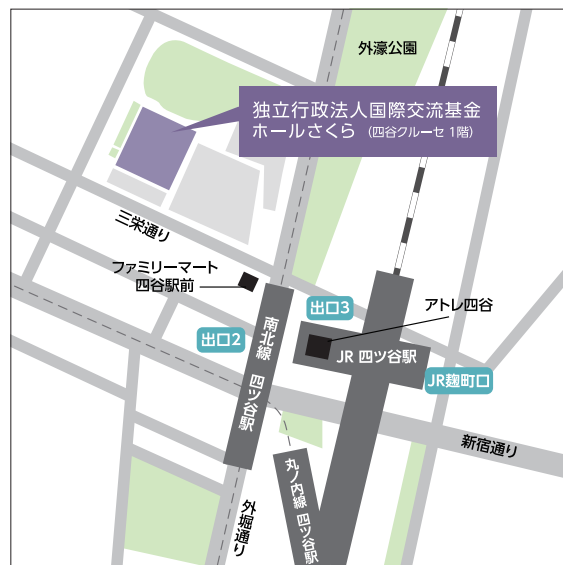 外濠公園
独立行政法人国際交流基金
ホールさくら (四谷クルーセ 1階)
三栄通り
ファミリーマート
四谷駅前
出口3
アトレ四谷
出口2
南北線 四ツ谷駅
JR 四ツ谷駅
JR麹町口
新宿通り
丸ノ内線 四ツ谷駅
外堀通り